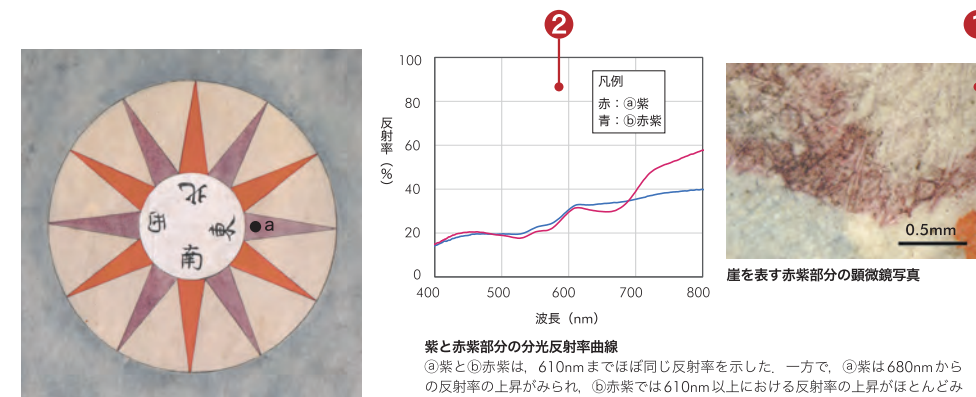 北
西
東
南
a
2
100
80
60
40
20
0
反射率（%）
凡例
赤：ⓐ紫
青：ⓑ赤紫
400
500
600
700
800
波長（nm）
0.5mm
崖を表す赤紫部分の顕微鏡写真
紫と赤紫部分の分光反射率曲線
ⓐ紫とⓑ赤紫は，610nmまでほぼ同じ反射率を示した．一方で，ⓐ紫は680nmから
の反射率の上昇がみられ，ⓑ赤紫では610nm以上における反射率の上昇がほとんどみ